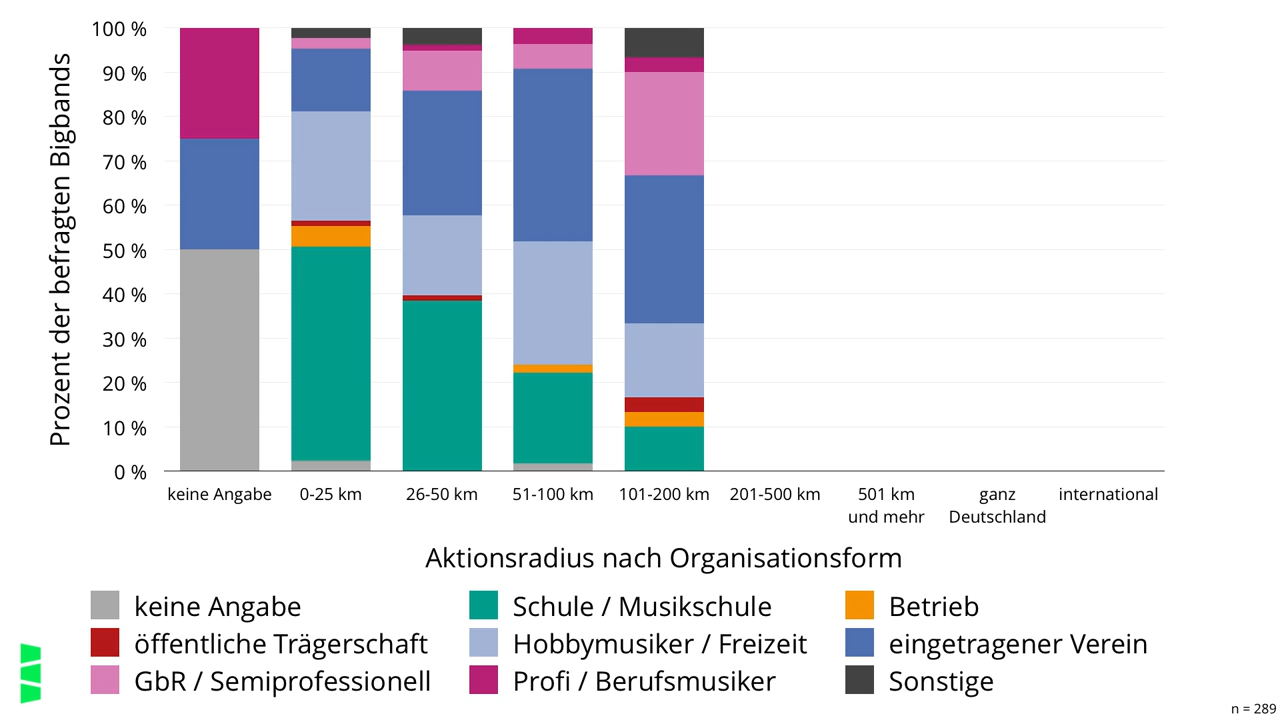 Prozent der befragten Bigbands
100 %
90 %
80 %
70 %
60 %
50 %
40 %
30 %
20 %
10 %
0 %
keine Angabe
0-25 km
26-50 km
51-100 km
101-200 km
201-500 km
501 km
und mehr
ganz
Deutschland
international
Aktionsradius nach Organisationsform
keine Angabe
Schule / Musikschule
Betrieb
öffentliche Trägerschaft
Hobbymusiker / Freizeit
eingetragener Verein
GbR / Semiprofessionell
Profi / Berufsmusiker
Sonstige
n = 289